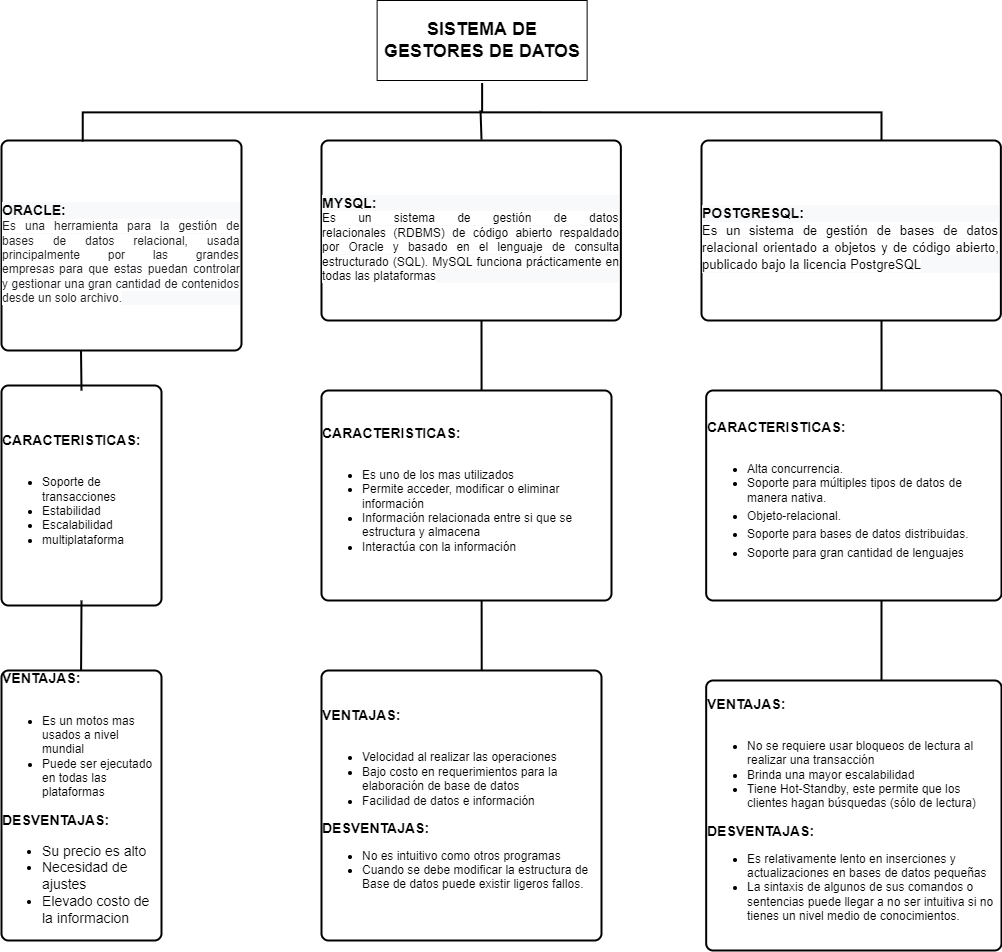 SISTEMA DE
GESTORES DE DATOS
ORACLE:
Es una herramienta para la gestión de
bases de datos relacional, usada
principalmente por las grandes
empresas para que estas puedan controlar
y gestionar una gran cantidad de contenidos
desde un solo archivo.
CARACTERISTICAS:
Soporte de
transacciones
Estabilidad
Escalabilidad
multiplataforma
VENTAJAS:
Es un motos mas
usados a nivel
mundial
Puede ser ejecutado
en todas las
plataformas
DESVENTAJAS:
Su precio es alto
Necesidad de
ajustes
Elevado costo de
la informacion
MYSQL:
Es un sistema de gestión de datos
relacionales (RDBMS) de código abierto respaldado
por Oracle y basado en el lenguaje de consulta
estructurado (SQL). MySQL funciona prácticamente en
todas las plataformas
CARACTERISTICAS:
Es uno de los mas utilizados
Permite acceder, modificar o eliminar
información
Información relacionada entre si que se
estructura y almacena
Interactúa con la información
VENTAJAS:
Velocidad al realizar las operaciones
Bajo costo en requerimientos para la
elaboración de base de datos
Facilidad de datos e información
DESVENTAJAS:
No es intuitivo como otros programas
Cuando se debe modificar la estructura de
Base de datos puede existir ligeros fallos.
POSTGRESQL:
Es un sistema de gestión de bases de datos
relacional orientado a objetos y de código abierto,
publicado bajo la licencia PostgreSQL
CARACTERISTICAS:
Alta concurrencia.
Soporte para múltiples tipos de datos de
manera nativa.
Objeto-relacional.
Soporte para bases de datos distribuidas.
Soporte para gran cantidad de lenguajes
VENTAJAS:
No se requiere usar bloqueos de lectura al
realizar una transacción
Brinda una mayor escalabilidad
Tiene Hot-Standby, este permite que los
clientes hagan búsquedas (sólo de lectura)
DESVENTAJAS:
Es relativamente lento en inserciones y
actualizaciones en bases de datos pequeñas
La sintaxis de algunos de sus comandos o
sentencias puede llegar a no ser intuitiva si no
tienes un nivel medio de conocimientos.